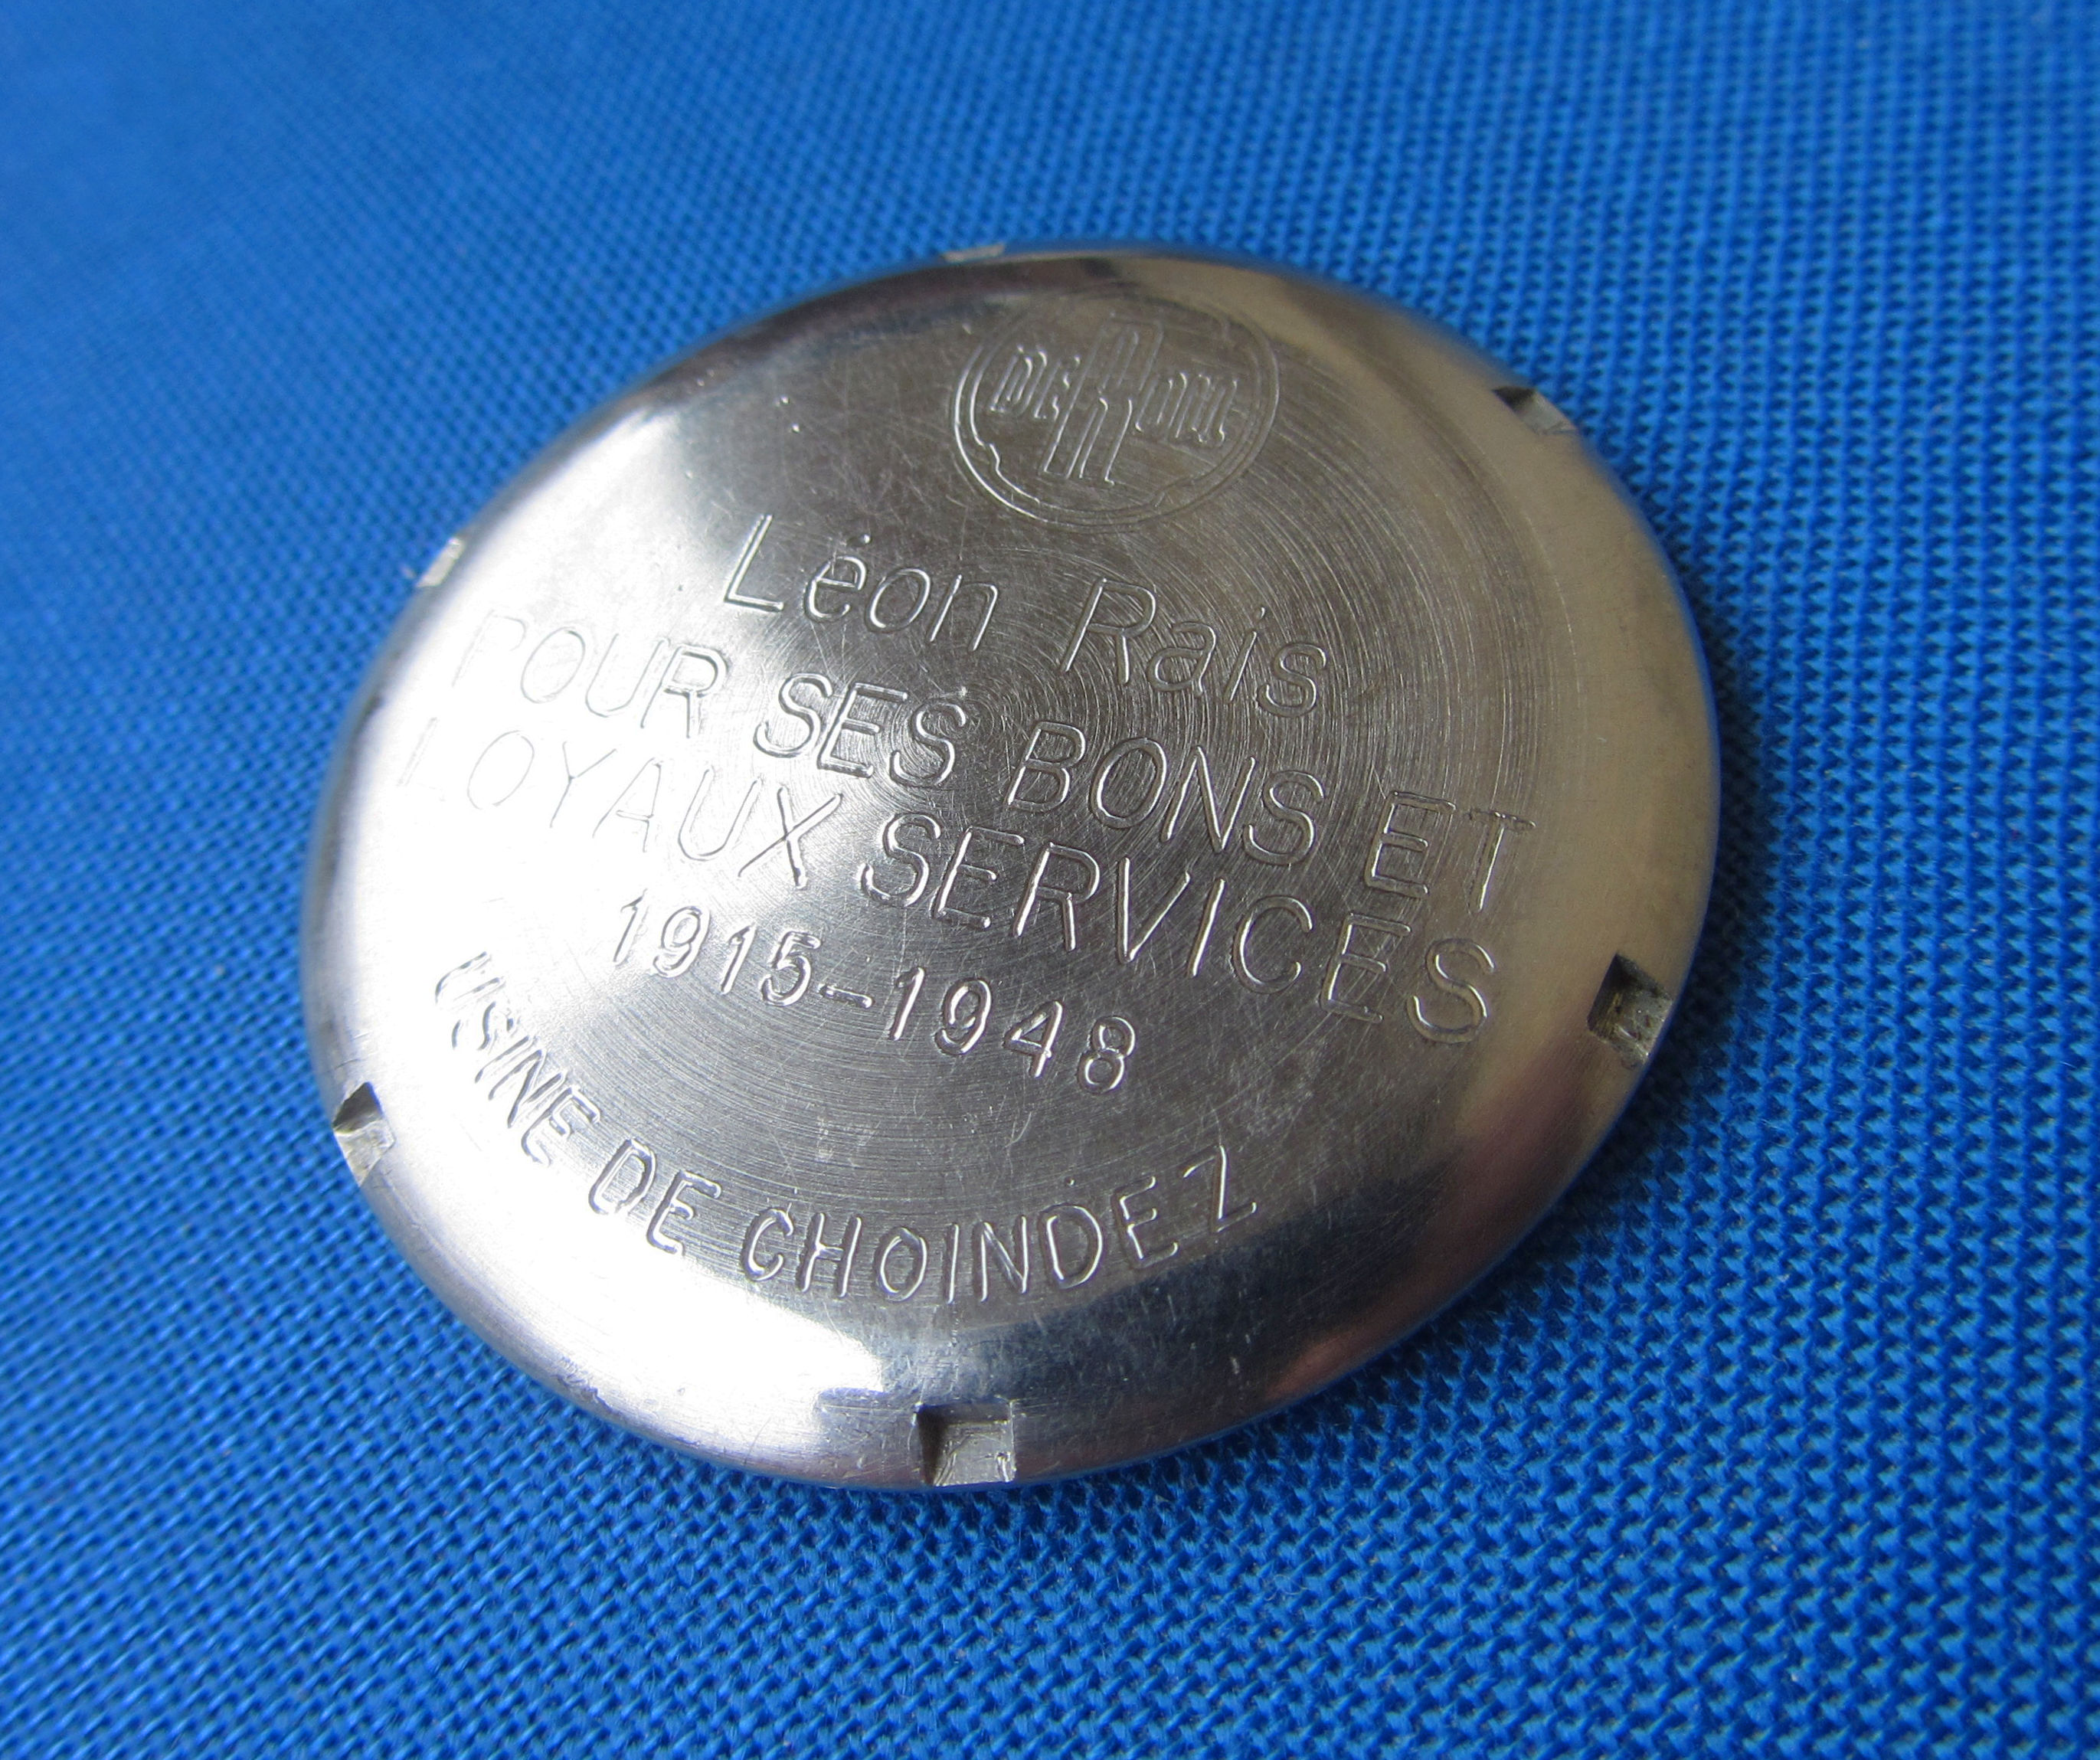 Léon Rais
POUR SES BONS ET
LOYAUX SERVICES
1915-1948
USINE DE CHOINDEZ